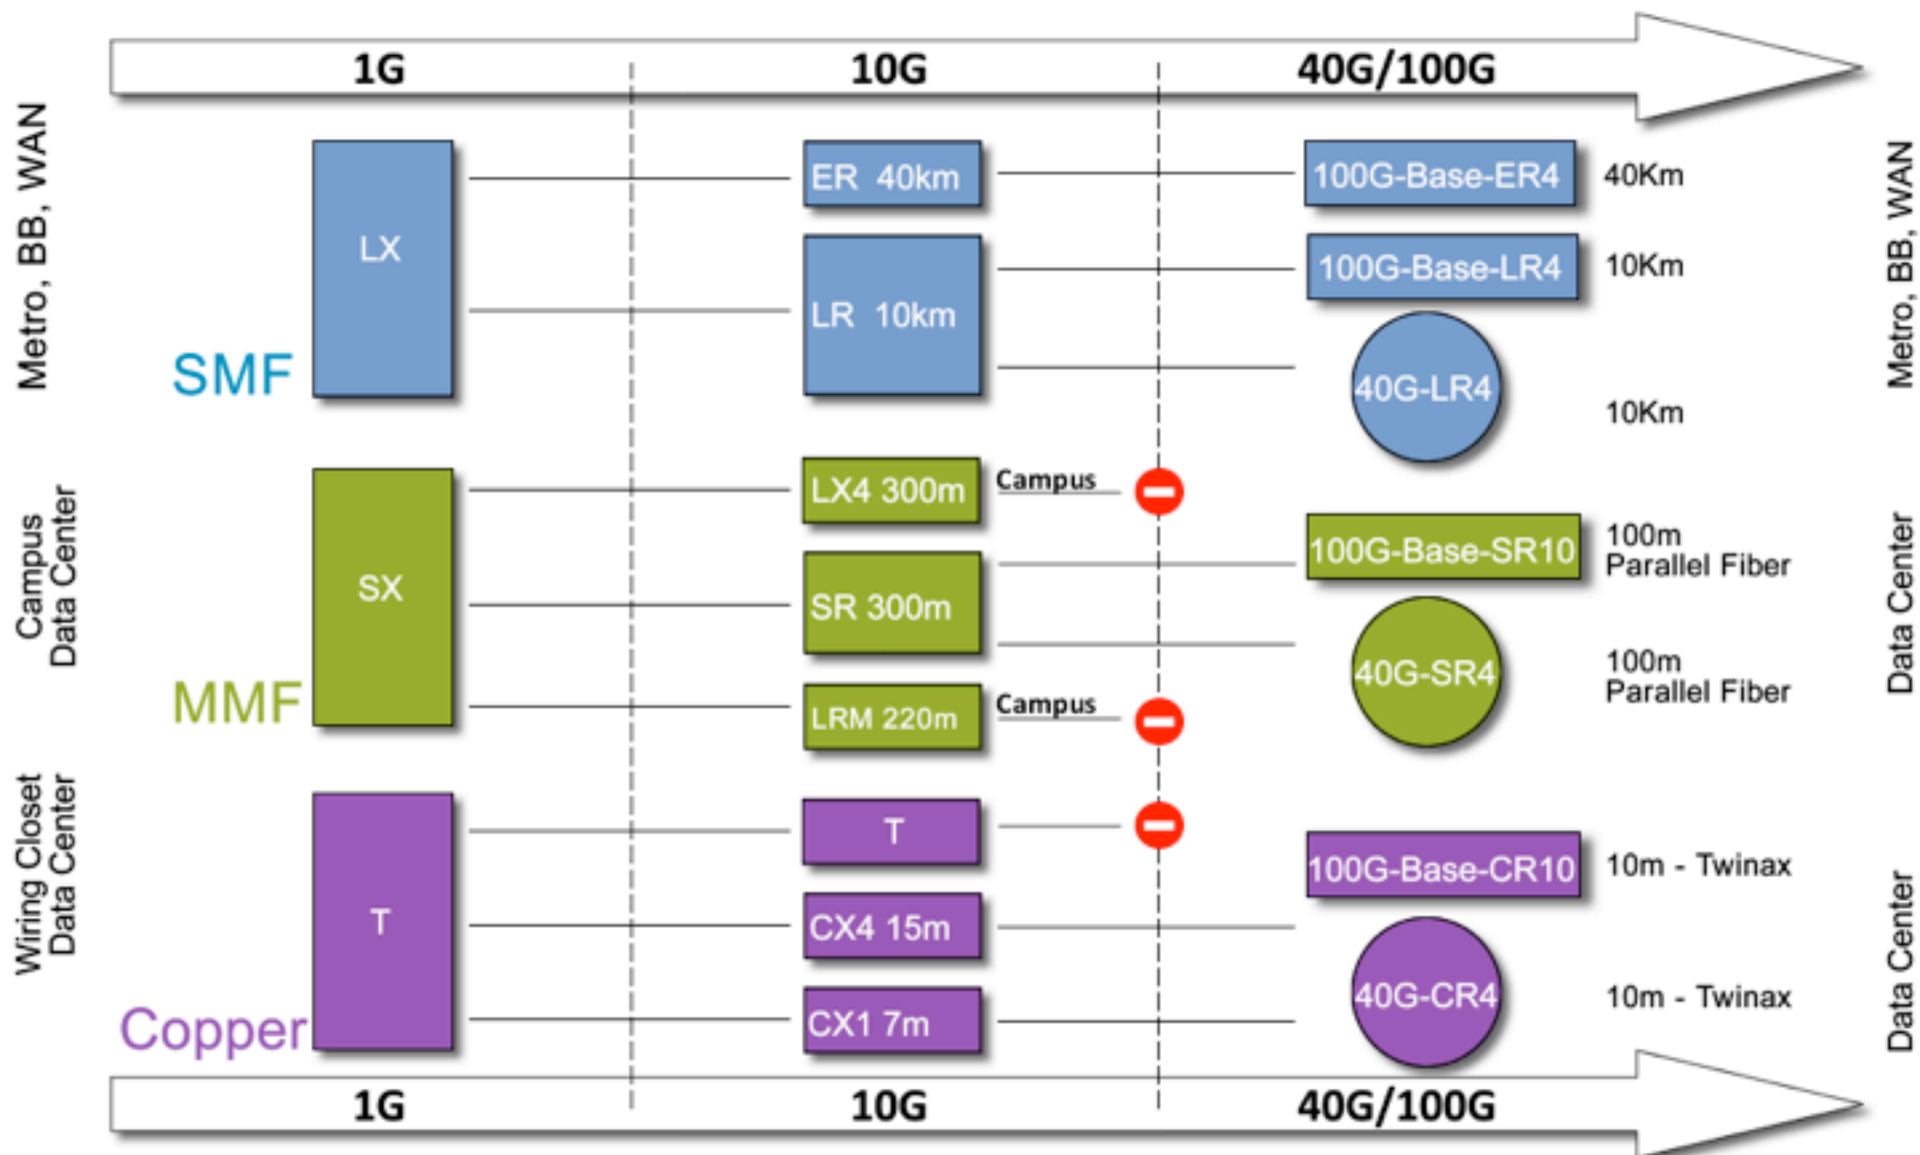 1G 10G 40G/100G
Metro, BB, WAN
SMF
LX
ER 40km
LR 10km
100G-Base-ER4 40Km
100G-Base-LR4 10Km
40G-LR4
10Km
Metro, BB, WAN
Campus
Data Center
MMF
SX
LX4 300m
Campus
SR 300m
LRM 220m
Campus
100G-Base-SR10
100m
Parallel Fiber
40G-SR4
100m
Parallel Fiber
Data Center
Wiring Closet
Data Center
Copper
T
T
CX4 15m
CX1 7m
100G-Base-CR10 10m - Twinax
40G-CR4 10m - Twinax
Data Center
1G 10G 40G/100G